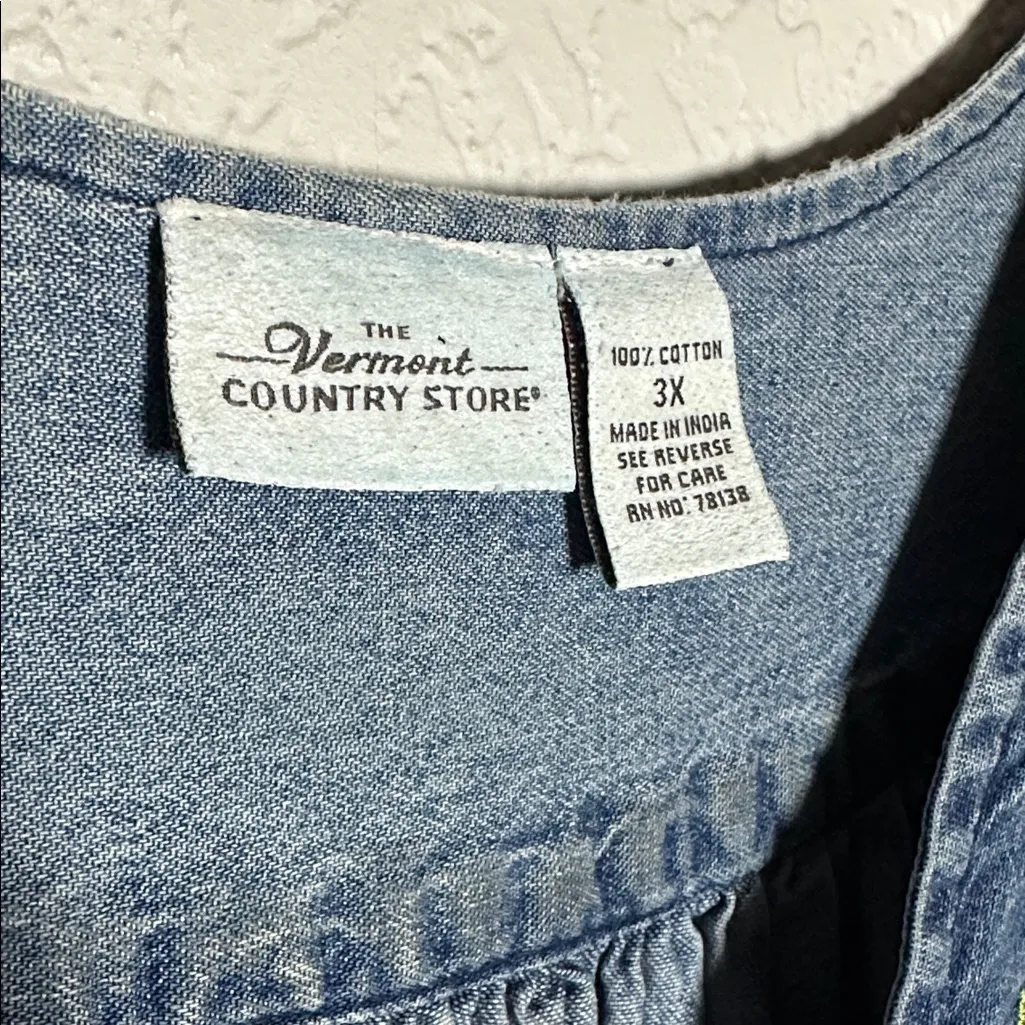 THE
Vermont
COUNTRY STORE®
100% COTTON
3X
MADE IN INDIA
SEE REVERSE
FOR CARE
RN NO: 78138